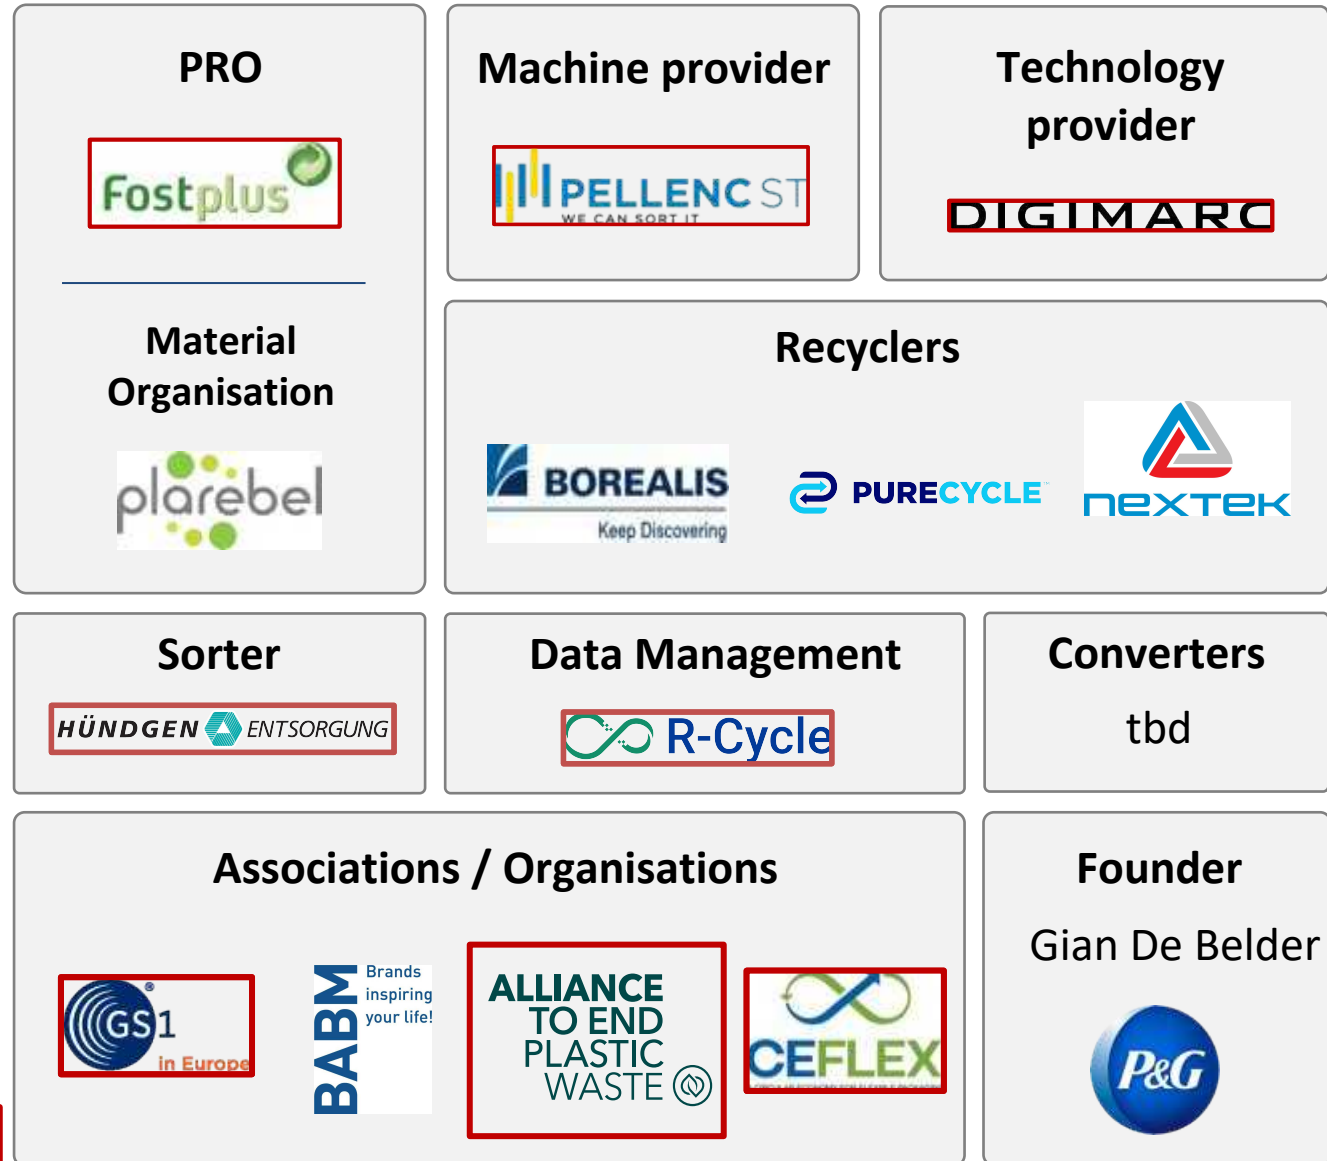 PRO
Fostplus
Material
Organisation
plarebel
Machine provider
PELLENC ST
WE CAN SORT IT
Technology
provider
DIGIMARC
Recyclers
BOREALIS
Keep Discovering
PURECYCLE
nexTek
Sorter
HÜNDGEN ENTSORGUNG
Data Management
R-Cycle
Converters
tbd
Associations / Organisations
GS1
in Europe
BABM
Brands
inspiring
your life!
ALLIANCE
TO END
PLASTIC
WASTE
CEFLEX
Founder
Gian De Belder
P&G